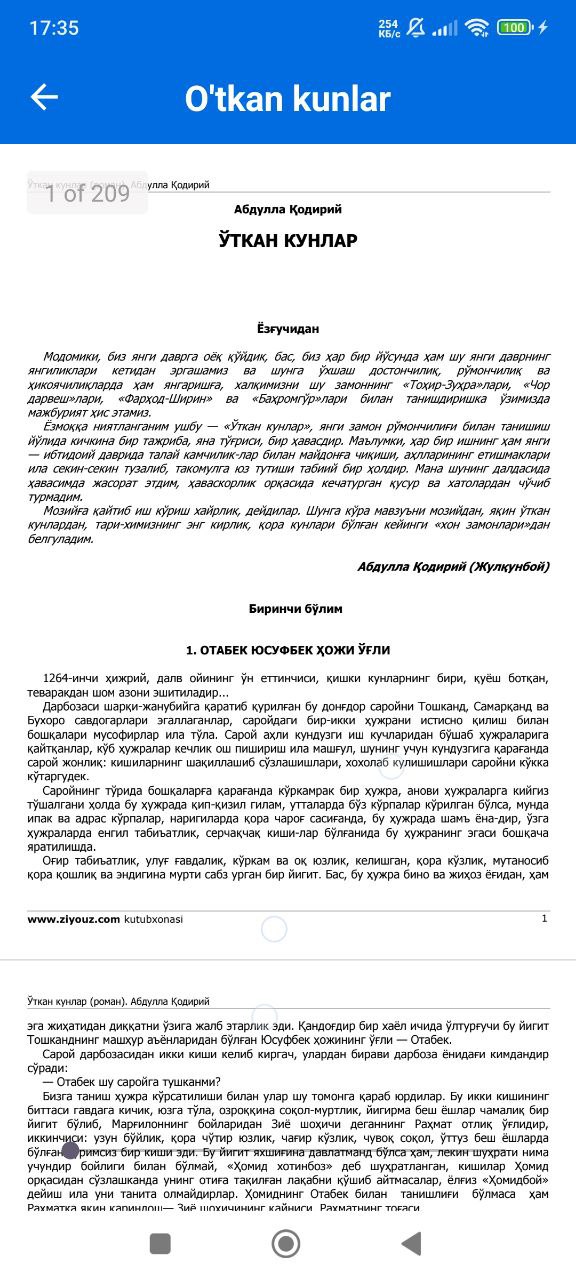 17:35
254
КБ/с
100
O'tkan kunlar
Ўткан кунлар (роман). Абдулла Қодирий
1 of 209
Абдулла Қодирий
ЎТКАН КУНЛАР
Ёзғучидан
Модомики, биз янги даврга оёқ қўйдик, бас, биз ҳар бир йўсунда ҳам шу янги даврнинг
янгиликлари кетидан эргашамиз ва шунга ўхшаш достончилиқ, рўмончилиқ ва
ҳикоячилиқларда ҳам янгаришга, халқимизни шу замоннинг «Тоҳир-Зуҳра»лари, «Чор
дарвеш»лари, «Фарҳод-Ширин» ва «Баҳромгўр»лари билан танишдиришка ўзимизда
мажбурият ҳис этамиз.
Ёзмоққа ниятланганим ушбу — «Ўткан кунлар», янги замон рўмончилиғи билан танишиш
йўлида кичкина бир тажриба, яна тўғриси, бир ҳавасдир. Маълумки, ҳар бир ишнинг ҳам янги
— ибтидоий даврида талай камчилик-лар билан майдонға чиқиши, аҳлларининг етишмаклари
ила секин-секин тузалиб, такомулга юз тутиши табиий бир ҳолдир. Мана шунинг далдасида
ҳавасимда жасорат этдим, ҳаваскорлик орқасида кечатурган қусур ва хатолардан чўчиб
турмадим.
Мозийға қайтиб иш кўриш хайрлик, дейдилар. Шунга кўра мавзуъни мозийдан, яқин ўткан
кунлардан, тари-химизнинг энг кирлик, қора кунлари бўлған кейинги «хон замонлари»дан
белгуладим.
Абдулла Қодирий (Жулқунбой)
Биринчи бўлим
1. ОТАБЕК ЮСУФБЕК ҲОЖИ ЎҒЛИ
1264-инчи ҳижрий, далв ойининг ўн еттинчиси, қишки кунларнинг бири, қуёш ботқан,
теваракдан шом азони эшитиладир...
Дарбозаси шарқи-жанубийга қаратиб қурилған бу донғдор саройни Тошканд, Самарқанд ва
Бухоро савдогарлари эгаллаганлар, саройдаги бир-икки ҳужрани истисно қилиш билан
бошқалари мусофирлар ила тўла. Сарой аҳли кундузги иш кучларидан бўшаб ҳужраларига
қайтқанлар, кўб ҳужралар кечлик ош пишириш ила машғул, шунинг учун кундузгига қараганда
сарой жонлиқ: кишиларнинг шақиллашиб сўзлашишлари, хохолаб кулишишлари саройни кўкка
кўтаргудек.
Саройнинг тўрида бошқаларға қараганда кўркамрак бир ҳужра, анови ҳужраларга кийгиз
тўшалгани ҳолда бу ҳужрада қип-қизил гилам, утталарда бўз кўрпалар кўрилган бўлса, мунда
ипак ва адрас кўрпалар, наригиларда қора чароғ сасиғанда, бу ҳужрада шамъ ёна-дир, ўзга
ҳужраларда енгил табиатлик, серчақчақ киши-лар бўлғанида бу ҳужранинг эгаси бошқача
яратилишда.
Оғир табиатлик, улуғ ғавдалик, кўркам ва оқ юзлик, келишган, қора кўзлик, мутаносиб
қора қошлиқ ва эндигина мурти сабз урган бир йигит. Бас, бу ҳужра бино ва жиҳоз ёғидан, ҳам
www.ziyouz.com kutubxonasi
1
Ўткан кунлар (роман). Абдулла Қодирий
эга жиҳатидан диққатни ўзига жалб этарлик эди. Қандоғдир бир хаёл ичида ўлтурғучи бу йигит
Тошканднинг машҳур аъёнларидан бўлған Юсуфбек ҳожининг ўғли — Отабек.
Сарой дарбозасидан икки киши келиб киргач, улардан бирави дарбоза ёнидағи кимдандир
сўради:
— Отабек шу саройга тушканми?
Бизга таниш ҳужра кўрсатилиши билан улар шу томонга қараб юрдилар. Бу икки кишининг
биттаси гавдага кичик, юзга тўла, озроққина соқол-муртлик, йигирма беш ёшлар чамалиқ бир
йигит бўлиб, Марғилоннинг бойларидан Зиё шоҳичи деганнинг Раҳмат отлиқ ўғлидир,
иккинчиси: узун бўйлик, қора чўтир юзлик, чағир кўзлик, чувоқ соқол, ўттуз беш ёшларда
бўлған римсиз бир киши эди. Бу йигит яхшиғина давлатманд бўлса ҳам, лекин шуҳрати нима
учундир бойлиги билан бўлмай, «Ҳомид хотинбоз» деб шуҳратланган, кишилар Ҳомид
орқасидан сўзлашканда унинг отиға тақилған лақабни қўшиб айтмасалар, ёлғиз «Ҳомидбой»
дейиш ила уни танита олмайдирлар. Ҳомиднинг Отабек билан танишлиғи бўлмаса ҳам
Раҳматка яқин қариндош— Зиё шоҳичининг қайниси, Раҳматнинг тоғаси.